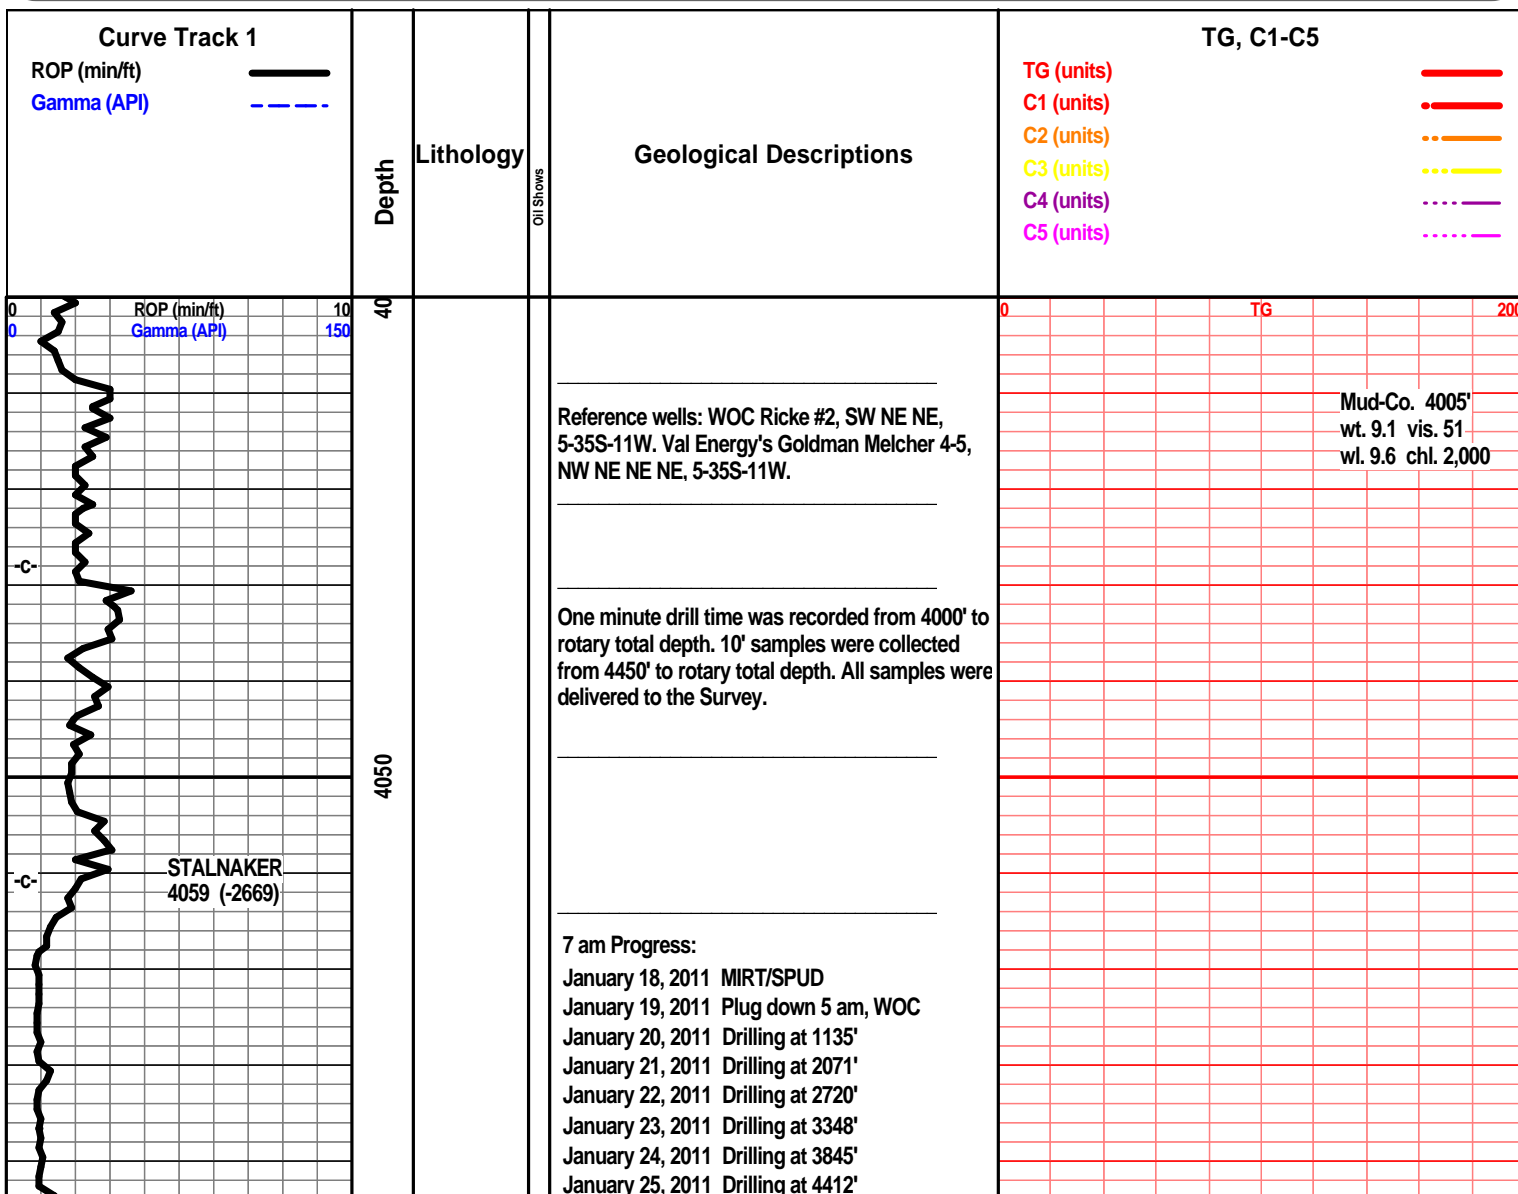 Curve Track 1
ROP (min/ft)
Gamma (API)
Depth
Lithology
Oil Shows
Geological Descriptions
TG, C1-C5
TG (units)
C1 (units)
C2 (units)
C3 (units)
C4 (units)
C5 (units)
0 ROP (min/ft) 10
0 Gamma (API) 150
40
0 TG 200
Mud-Co. 4005'
wt. 9.1 vis. 51
wl. 9.6 chl. 2,000
Reference wells: WOC Ricke #2, SW NE NE,
5-35S-11W. Val Energy's Goldman Melcher 4-5,
NW NE NE NE, 5-35S-11W.
-c-
One minute drill time was recorded from 4000' to
rotary total depth. 10' samples were collected
from 4450' to rotary total depth. All samples were
delivered to the Survey.
4050
STALNAKER
4059 (-2669)
-c-
7 am Progress:
January 18, 2011 MIRT/SPUD
January 19, 2011 Plug down 5 am, WOC
January 20, 2011 Drilling at 1135'
January 21, 2011 Drilling at 2071'
January 22, 2011 Drilling at 2720'
January 23, 2011 Drilling at 3348'
January 24, 2011 Drilling at 3845'
January 25, 2011 Drilling at 4412'